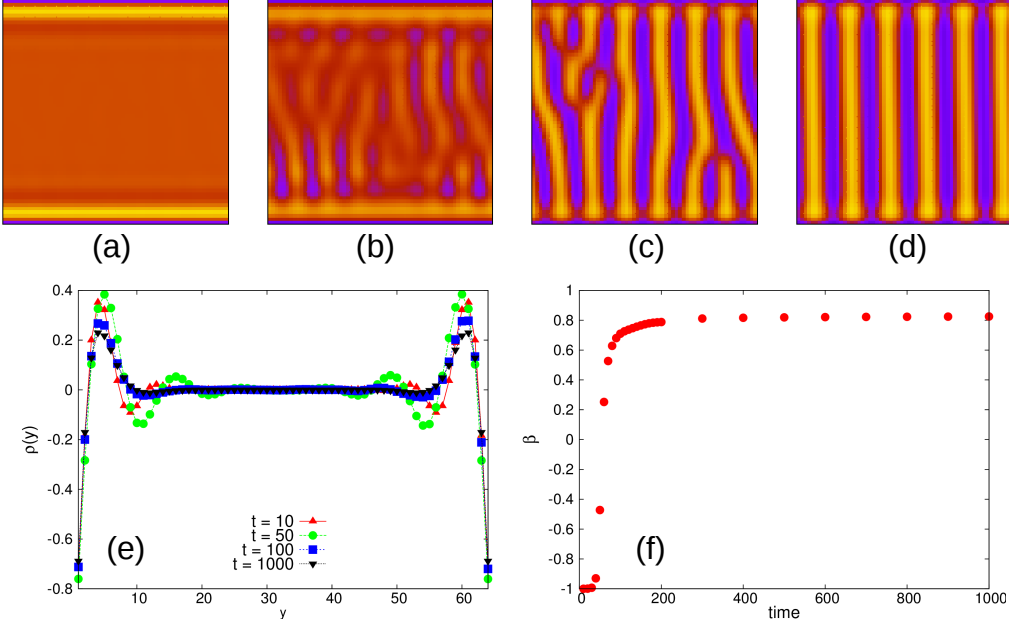 (a) (b) (c) (d)
0.4
0.2
0
-0.2
-0.4
-0.6
-0.8
ρ(y)
10 20 30 40 50 60
y
t = 10
t = 50
t = 100
t = 1000
(e)
1
0.8
0.6
0.4
0.2
0
-0.2
-0.4
-0.6
-0.8
-1
β
0 200 400 600 800 1000
time
(f)